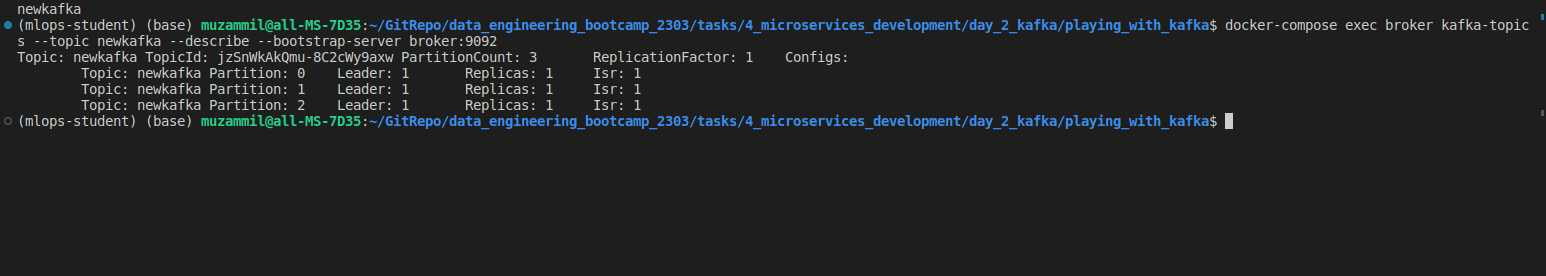 newkafka
(mlops-student) (base) muzammil@all-MS-7D35:~/GitRepo/data_engineering_bootcamp_2303/tasks/4_microservices_development/day_2_kafka/playing_with_kafka$ docker-compose exec broker kafka-topic
s --topic newkafka --describe --bootstrap-server broker:9092
Topic: newkafka TopicId: jzSnWkAkQmu-8C2cWy9axw PartitionCount: 3 ReplicationFactor: 1 Configs:
Topic: newkafka Partition: 0 Leader: 1 Replicas: 1 Isr: 1
Topic: newkafka Partition: 1 Leader: 1 Replicas: 1 Isr: 1
Topic: newkafka Partition: 2 Leader: 1 Replicas: 1 Isr: 1
(mlops-student) (base) muzammil@all-MS-7D35:~/GitRepo/data_engineering_bootcamp_2303/tasks/4_microservices_development/day_2_kafka/playing_with_kafka$